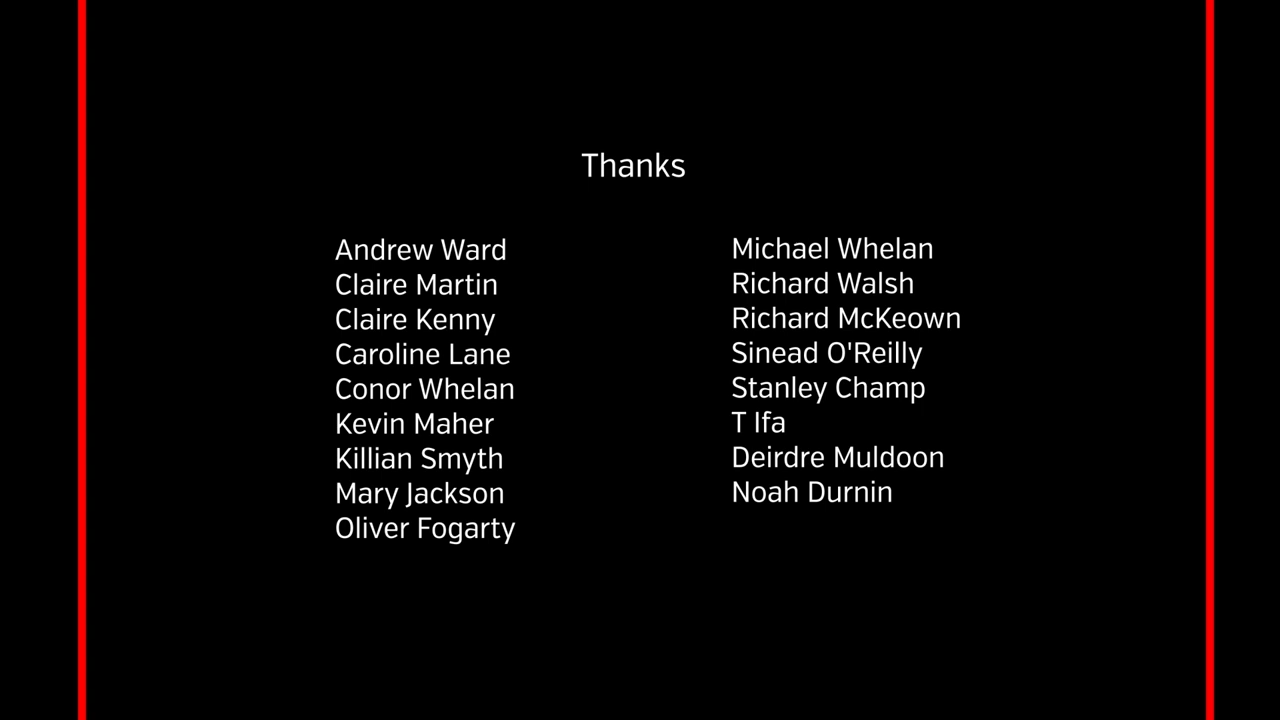 Thanks
Andrew Ward
Claire Martin
Claire Kenny
Caroline Lane
Conor Whelan
Kevin Maher
Killian Smyth
Mary Jackson
Oliver Fogarty
Michael Whelan
Richard Walsh
Richard McKeown
Sinead O'Reilly
Stanley Champ
T Ifa
Deirdre Muldoon
Noah Durnin